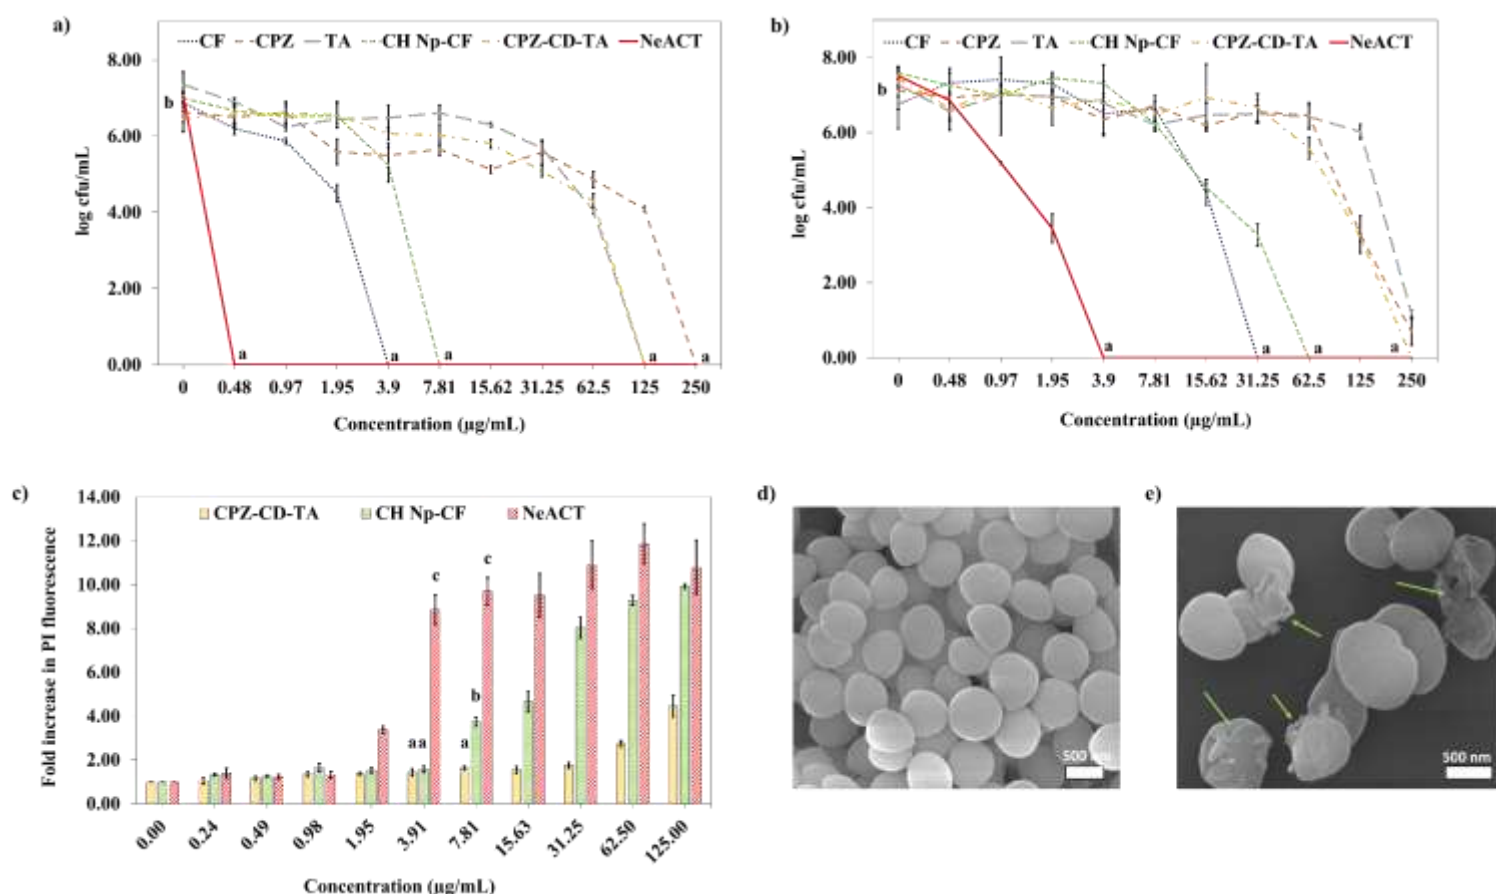 a)
CF CPZ TA CH Np-CF CPZ-CD-TA NeACT
8.00
6.00
4.00
2.00
0.00
log cfu/mL
b
a a a a a
0 0.48 0.97 1.95 3.9 7.81 15.62 31.25 62.5 125 250
Concentration (µg/mL)
b)
CF CPZ TA CH Np-CF CPZ-CD-TA NeACT
8.00
6.00
4.00
2.00
0.00
log cfu/mL
b
a a a a
0 0.48 0.97 1.95 3.9 7.81 15.62 31.25 62.5 125 250
Concentration (µg/mL)
c)
CPZ-CD-TA CH Np-CF NeACT
14.00
12.00
10.00
8.00
6.00
4.00
2.00
0.00
Fold increase in PI fluorescence
c c
b
a a a
0.00 0.24 0.49 0.98 1.95 3.91 7.81 15.63 31.25 62.50 125.00
Concentration (µg/mL)
d)
500 nm
e)
500 nm